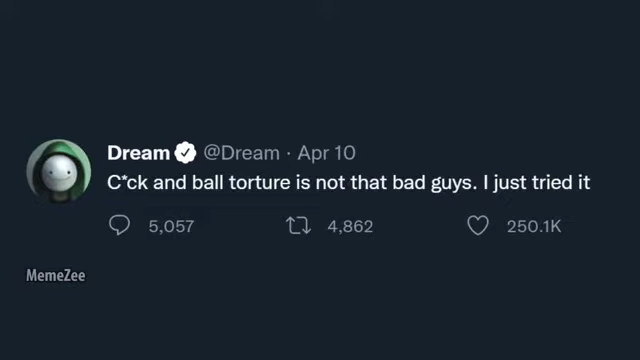 Dream @Dream · Apr 10
C*ck and ball torture is not that bad guys. I just tried it
5,057 4,862 250.1K
MemeZee